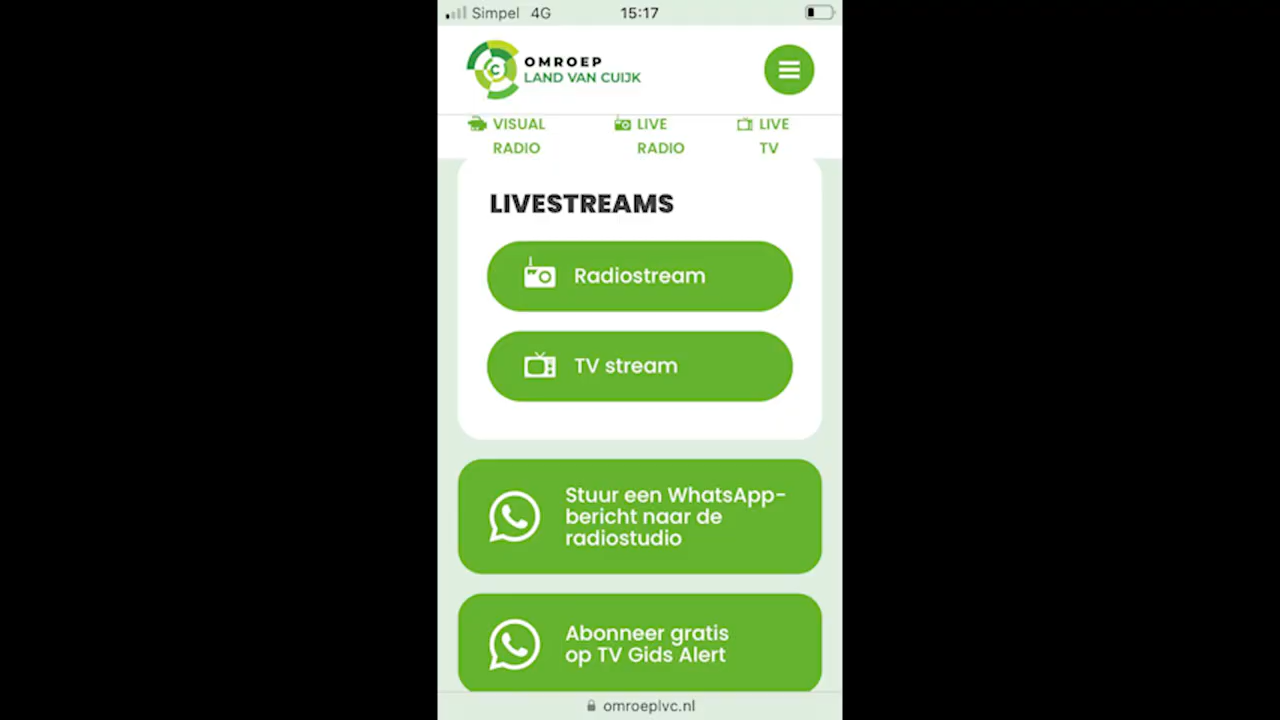 Simpel 4G 15:17
OMROEP
LAND VAN CUIJK
VISUAL RADIO
LIVE RADIO
LIVE TV
LIVESTREAMS
Radiostream
TV stream
Stuur een WhatsApp-
bericht naar de
radiostudio
Abonneer gratis
op TV Gids Alert
omroeplvc.nl